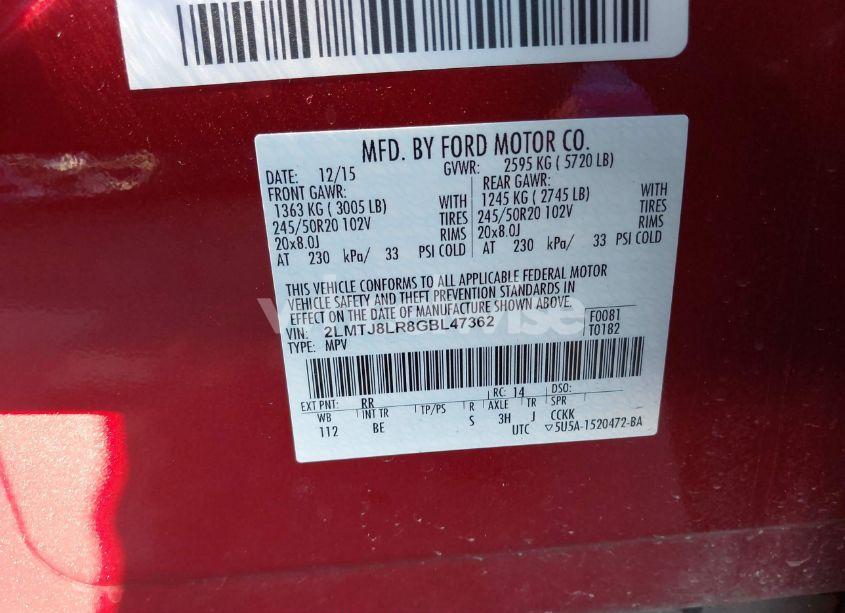 MFD. BY FORD MOTOR CO.
DATE: 12/15 GVWR: 2595 KG ( 5720 LB)
FRONT GAWR: REAR GAWR:
1363 KG ( 3005 LB) WITH 1245 KG ( 2745 LB) WITH
245/50R20 102V TIRES 245/50R20 102V TIRES
20x8.0J RIMS 20x8.0J RIMS
AT 230 kPa/ 33 PSI COLD AT 230 kPa/ 33 PSI COLD
THIS VEHICLE CONFORMS TO ALL APPLICABLE FEDERAL MOTOR
VEHICLE SAFETY AND THEFT PREVENTION STANDARDS IN
EFFECT ON THE DATE OF MANUFACTURE SHOWN ABOVE.
VIN: 2LMTJ8LR8GBL47362 F0081
TYPE: MPV T0182
EXT PNT: RR RC: 14 DSO:
WB INT TR TP/PS R AXLE TR SPR
112 BE S 3H J CCKK
UTC ▽5U5A-1520472-BA